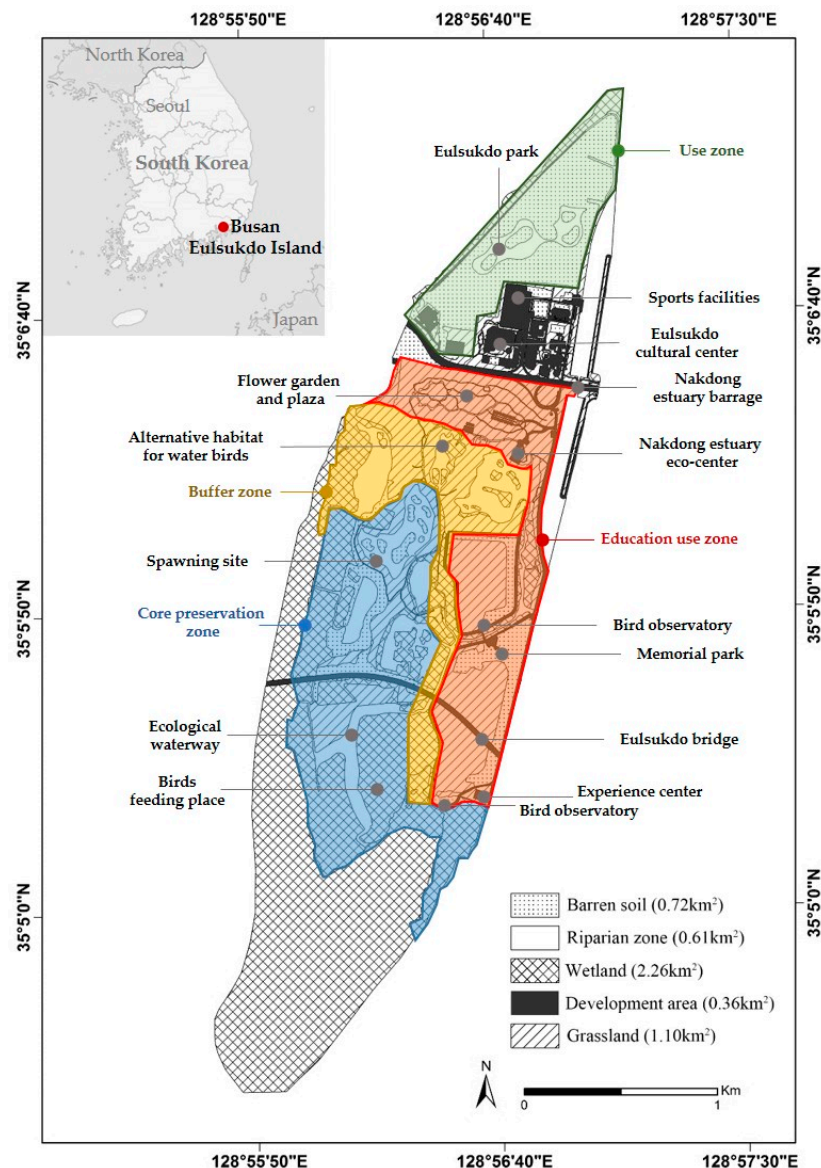 128°55'50"E
128°56'40"E
128°57'30"E
North Korea
Seoul
South Korea
Busan
Eulsukdo Island
Japan
Eulsukdo park
Use zone
Sports facilities
35°6'40"N
35°6'40"N
Eulsukdo
cultural center
Flower garden
and plaza
Nakdong
estuary barrage
Alternative habitat
for water birds
Nakdong estuary
eco-center
Buffer zone
Education use zone
Spawning site
35°5'50"N
35°5'50"N
Core preservation
zone
Bird observatory
Memorial park
Ecological
waterway
Eulsukdo bridge
Birds
feeding place
Experience center
Bird observatory
35°5'0"N
35°5'0"N
Barren soil (0.72km²)
Riparian zone (0.61km²)
Wetland (2.26km²)
Development area (0.36km²)
Grassland (1.10km²)
N
Km
0
1
128°55'50"E
128°56'40"E
128°57'30"E